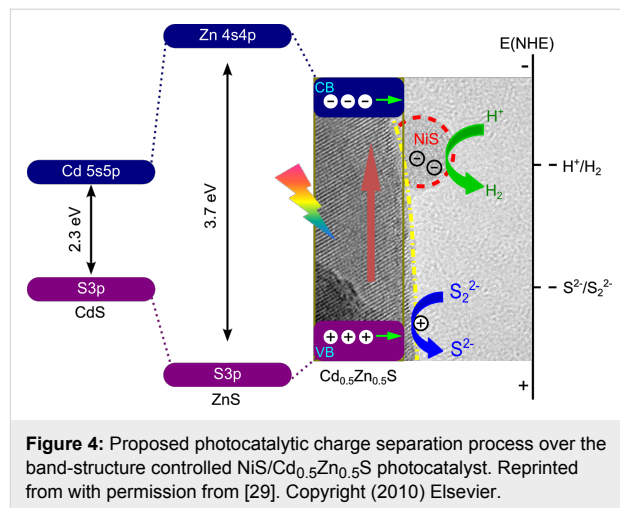 Zn 4s4p
E(NHE)
-
CB
− − −
H⁺
NiS
− −
H⁺/H₂
Cd 5s5p
H₂
2.3 eV
3.7 eV
S3p
CdS
S²⁻/S₂²⁻
S₂²⁻
+ + +
+
VB
S²⁻
S3p
ZnS
Cd₀.₅Zn₀.₅S
+
Figure 4: Proposed photocatalytic charge separation process over the
band-structure controlled NiS/Cd₀.₅Zn₀.₅S photocatalyst. Reprinted
from with permission from [29]. Copyright (2010) Elsevier.